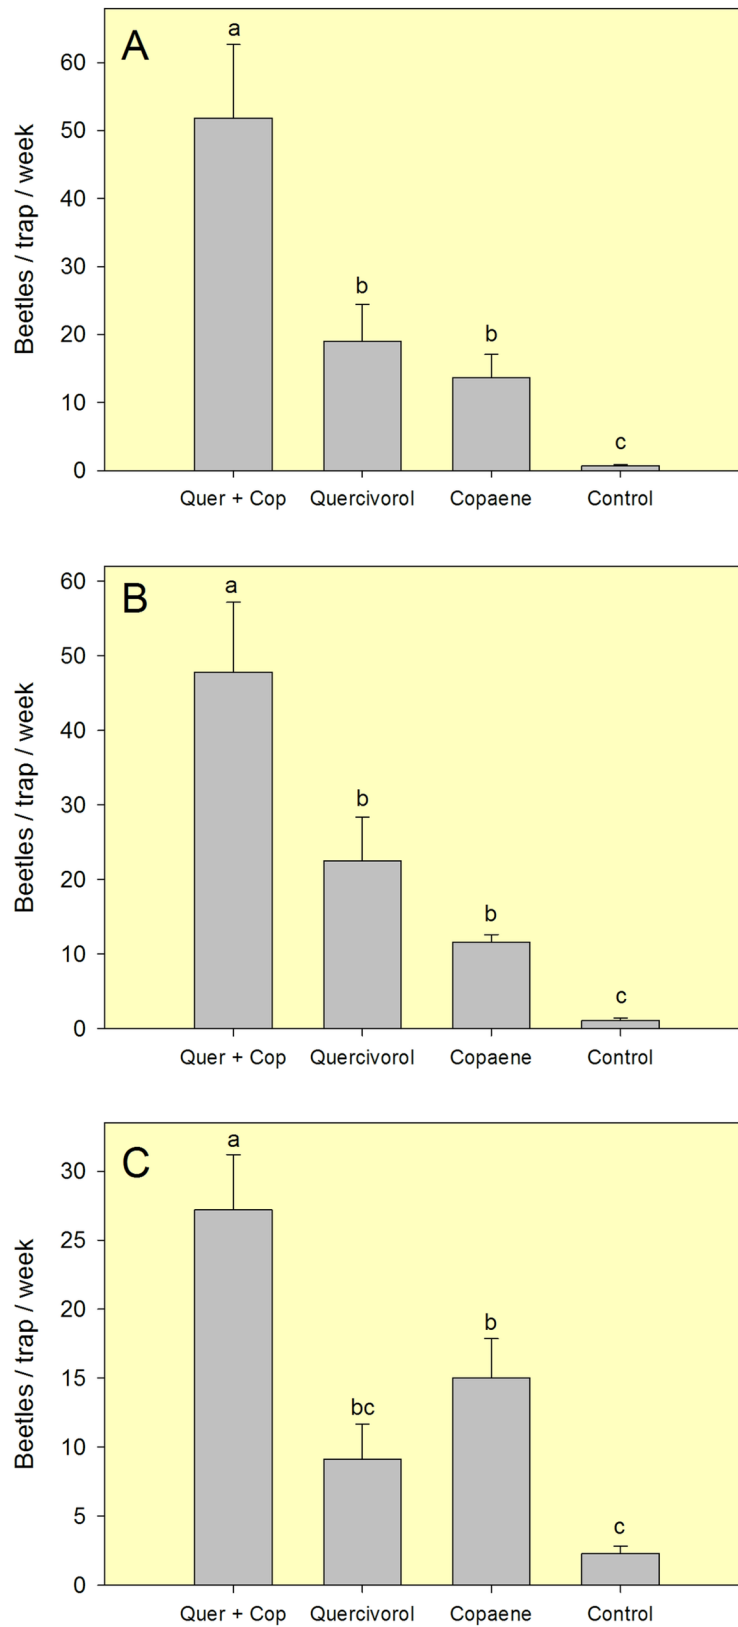 A
a
60
50
b
40
30
b
20
10
c
0
Beetles / trap / week
Quer + Cop Quercivorol Copaene Control
B
a
60
50
b
40
30
b
20
10
c
0
Beetles / trap / week
Quer + Cop Quercivorol Copaene Control
C
a
30
25
20
b
15
bc
10
5
c
0
Beetles / trap / week
Quer + Cop Quercivorol Copaene Control